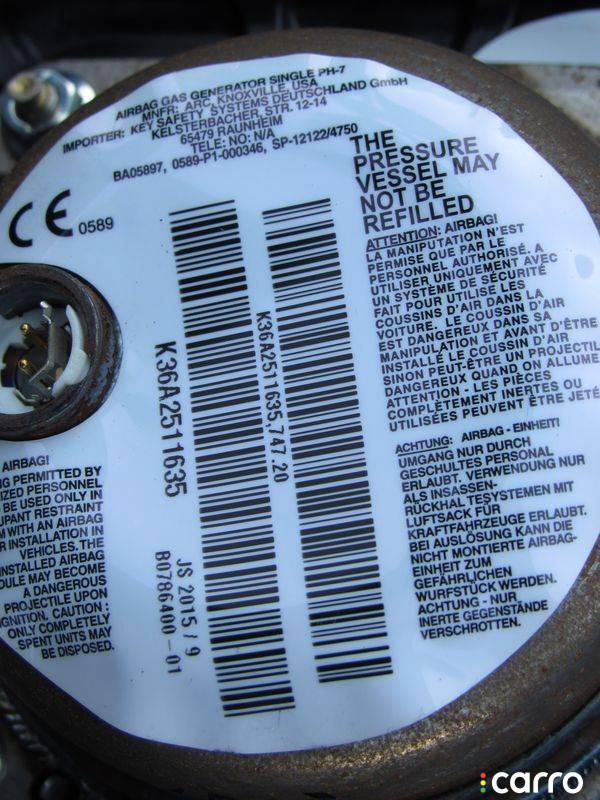 AIRBAG GAS GENERATOR SINGLE PH-7
MNFR: ARC, KNOXVILLE, USA
IMPORTER: KEY SAFETY SYSTEMS DEUTSCHLAND GmbH
KELSTERBACHER, STR. 12-14
65479 RAUNHEIM
TELE: NO: N/A
BA05897, 0589-P1-000346, SP-12122/4750
CE 0589
THE
PRESSURE
VESSEL MAY
NOT BE
REFILLED
ATTENTION: AIRBAG!
LA MANIPUTATION N'EST
PERMISE QUE PAR LE
PERSONNEL AUTHORISÉ. A
UTILISER UNIQUEMENT AVEC
UN SYSTÈME DE SÉCURITÉ
FAIT POUR UTILISE LES
COUSSINS D'AIR DANS LA
VOITURE. LE COUSSIN D'AIR
EST DANGEREUX DANS SA
MANIPULATION ET AVANT D'ÊTRE
INSTALLÉ. LE COUSSIN D'AIR
SINON PEUT-ÊTRE UN PROJECTIL
DANGEREUX QUAND ON ALLUME
ATTENTION - LES PIÈCES
COMPLÈTEMENT INERTES OU
UTILISÉES PEUVENT ÊTRE JETÉ
ACHTUNG: AIRBAG - EINHEIT!
UMGANG NUR DURCH
GESCHULTES PERSONAL
ERLAUBT. VERWENDUNG NUR
ALS INSASSEN-
RÜCKHALTESYSTEMEN MIT
LUFTSACK FÜR
KRAFTFAHRZEUGE ERLAUBT.
BEI AUSLÖSUNG KANN DIE
NICHT MONTIERTE AIRBAG-
EINHEIT ZUM
GEFÄHRLICHEN
WURFSTÜCK WERDEN.
ACHTUNG - NUR
INERTE GEGENSTÄNDE
VERSCHROTTEN.
K36A2511635,747 20
K36A2511635
JS 2015 / 9
B0786400-01
AIRBAG!
NG PERMITTED BY
IZED PERSONNEL
BE USED ONLY IN
UPANT RESTRAINT
M WITH AN AIRBAG
R INSTALLATION IN
VEHICLES, THE
INSTALLED AIRBAG
DULE MAY BECOME
A DANGEROUS
PROJECTILE UPON
IGNITION, CAUTION :
ONLY COMPLETELY
SPENT UNITS MAY
BE DISPOSED.
carro